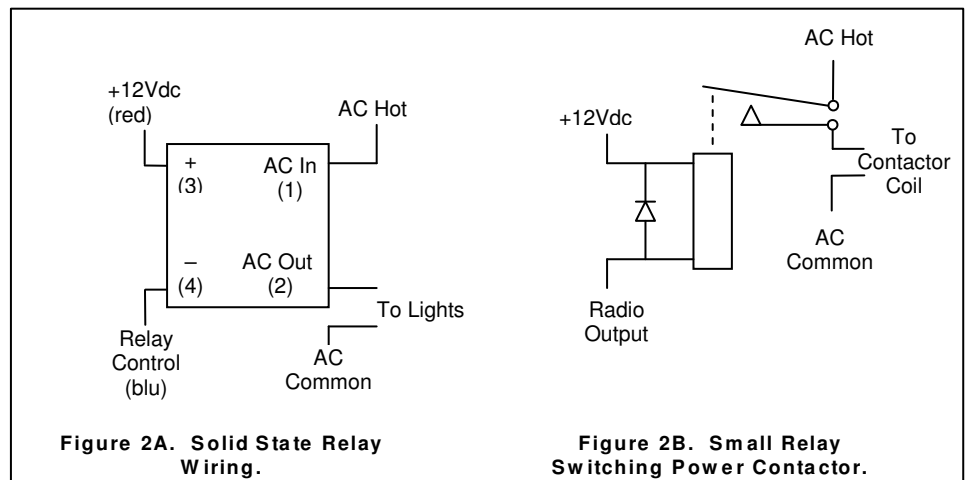 +12Vdc
(red)
AC Hot
+
(3)
AC In
(1)
–
(4)
AC Out
(2)
To Lights
Relay
Control
(blu)
AC
Common
Figure 2A. Solid State Relay
Wiring.
AC Hot
+12Vdc
To
Contactor
Coil
AC
Common
Radio
Output
Figure 2B. Small Relay
Switching Power Contactor.